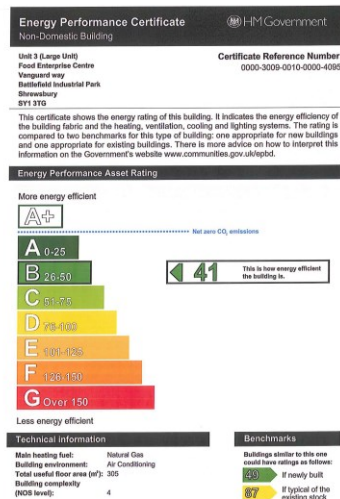 Energy Performance Certificate
HM Government
Non-Domestic Building
Unit 3 (Large Unit)
Food Enterprise Centre
Vanguard way
Battlefield Industrial Park
Shrewsbury
SY1 3TG
Certificate Reference Number:
0000-3009-0010-0000-4095
This certificate shows the energy rating of this building. It indicates the energy efficiency of
the building fabric and the heating, ventilation, cooling and lighting systems. The rating is
compared to two benchmarks for this type of building: one appropriate for new buildings
and one appropriate for existing buildings. There is more advice on how to interpret this
information on the Government's website www.communities.gov.uk/epbd.
Energy Performance Asset Rating
More energy efficient
A+
Net zero CO₂ emissions
A 0-25
B 26-50
41
This is how energy efficient
the building is.
C 51-75
D 76-100
E 101-125
F 126-150
G Over 150
Less energy efficient
Technical information
Main heating fuel: Natural Gas
Building environment: Air Conditioning
Total useful floor area (m²): 305
Building complexity
(NOS level): 4
Benchmarks
Buildings similar to this one
could have ratings as follows:
49 If newly built
87 If typical of the
existing stock